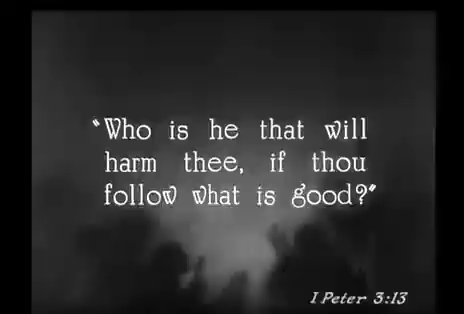 "Who is he that will
harm thee, if thou
follow what is good?"
I Peter 3:13